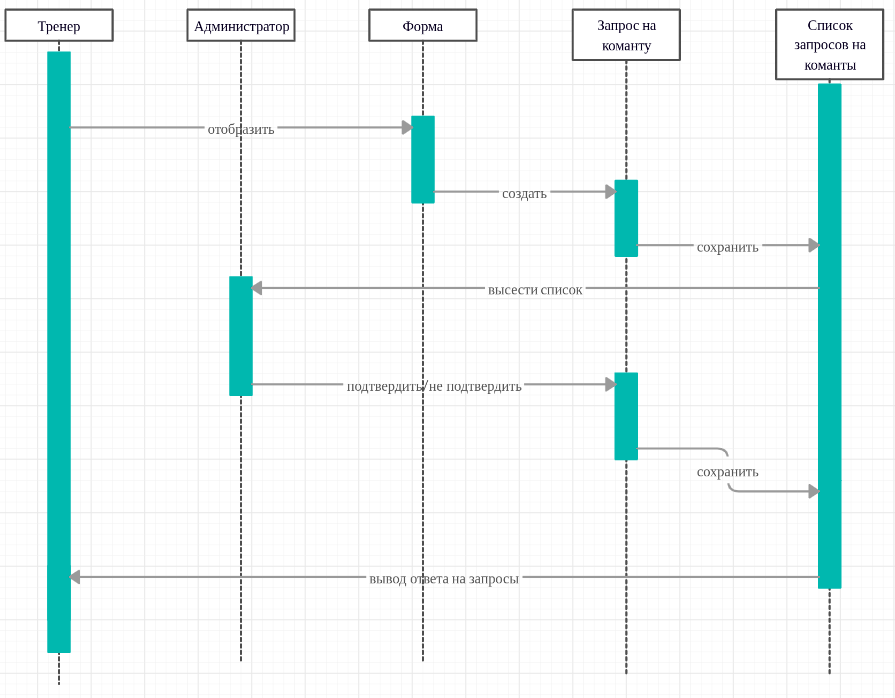 Тренер
Администратор
Форма
Запрос на
команту
Список
запросов на
команты
отобразить
создать
сохранить
высести список
подтвердить/не подтвердить
сохранить
вывод ответа на запросы